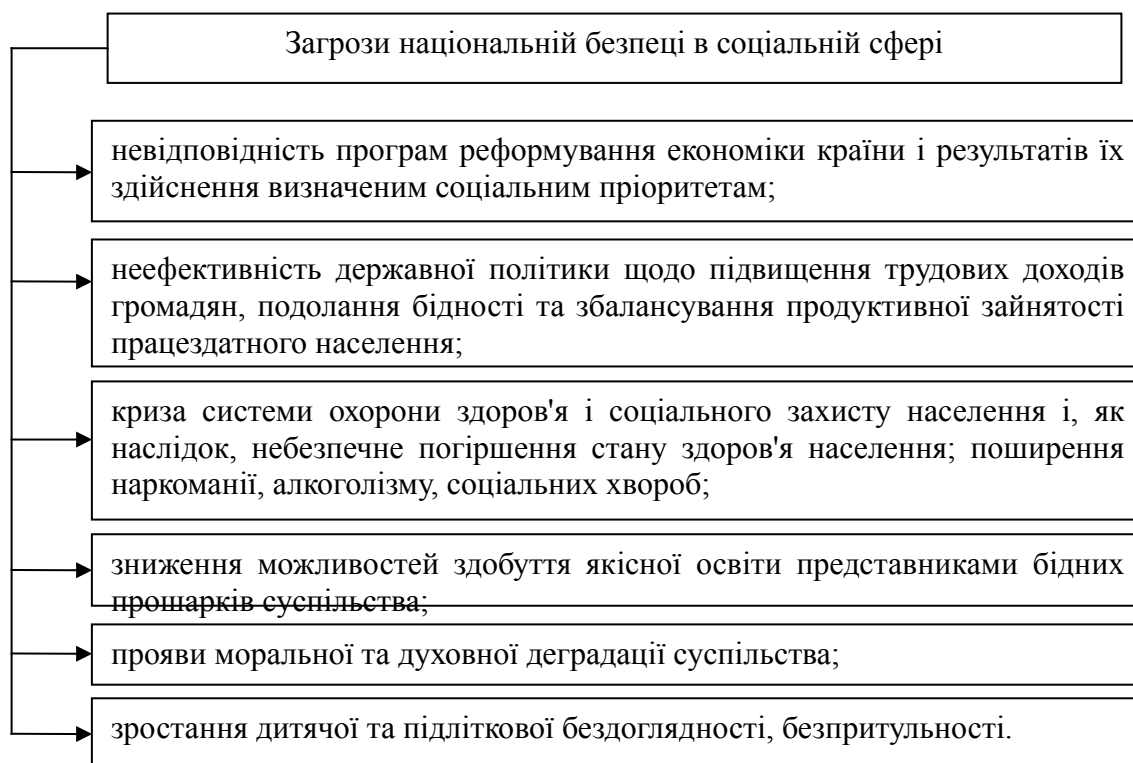 Загрози національній безпеці в соціальній сфері
невідповідність програм реформування економіки країни і результатів їх
здійснення визначеним соціальним пріоритетам;
неефективність державної політики щодо підвищення трудових доходів
громадян, подолання бідності та збалансування продуктивної зайнятості
працездатного населення;
криза системи охорони здоров'я і соціального захисту населення і, як
наслідок, небезпечне погіршення стану здоров'я населення; поширення
наркоманії, алкоголізму, соціальних хвороб;
зниження можливостей здобуття якісної освіти представниками бідних
прошарків суспільства;
прояви моральної та духовної деградації суспільства;
зростання дитячої та підліткової бездоглядності, безпритульності.